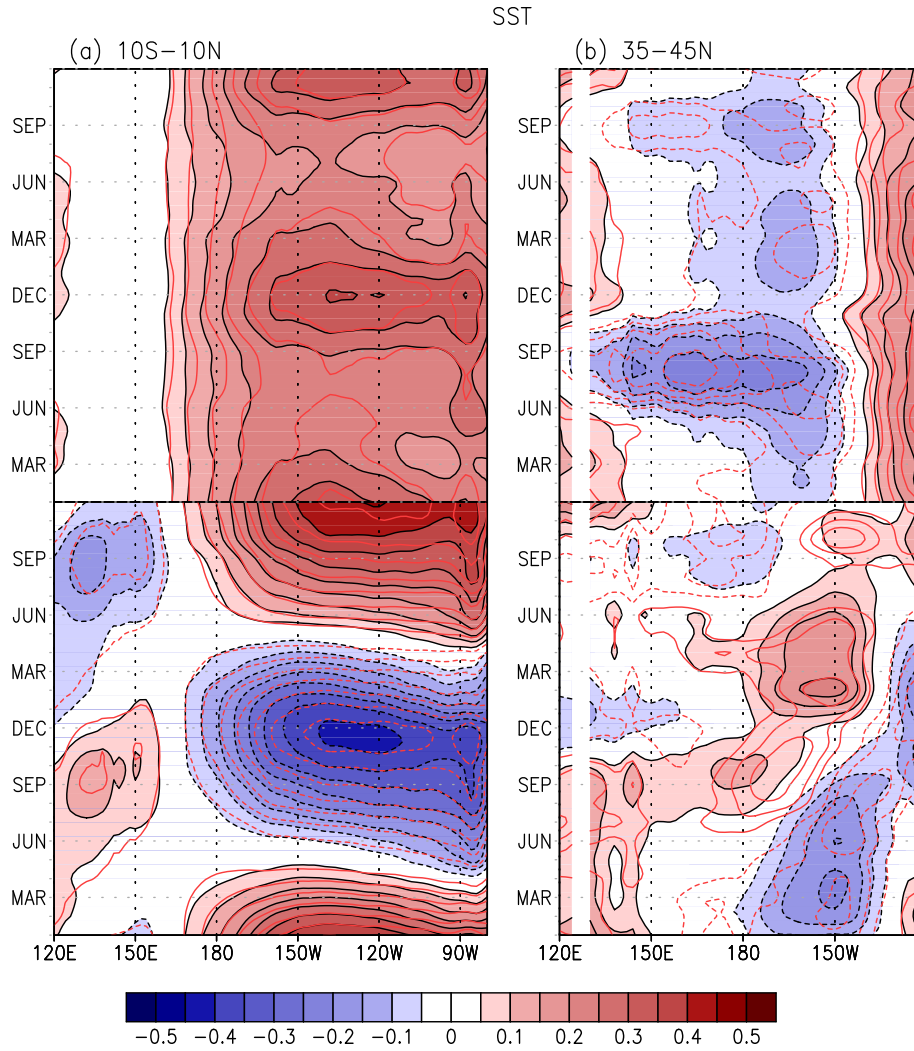 SST
(a) 10S-10N
(b) 35-45N
SEP
SEP
JUN
JUN
MAR
MAR
DEC
DEC
SEP
SEP
JUN
JUN
MAR
MAR
SEP
SEP
JUN
JUN
MAR
MAR
DEC
DEC
SEP
SEP
JUN
JUN
MAR
MAR
120E 150E 180 150W 120W 90W
120E 150E 180 150W
-0.5 -0.4 -0.3 -0.2 -0.1 0 0.1 0.2 0.3 0.4 0.5